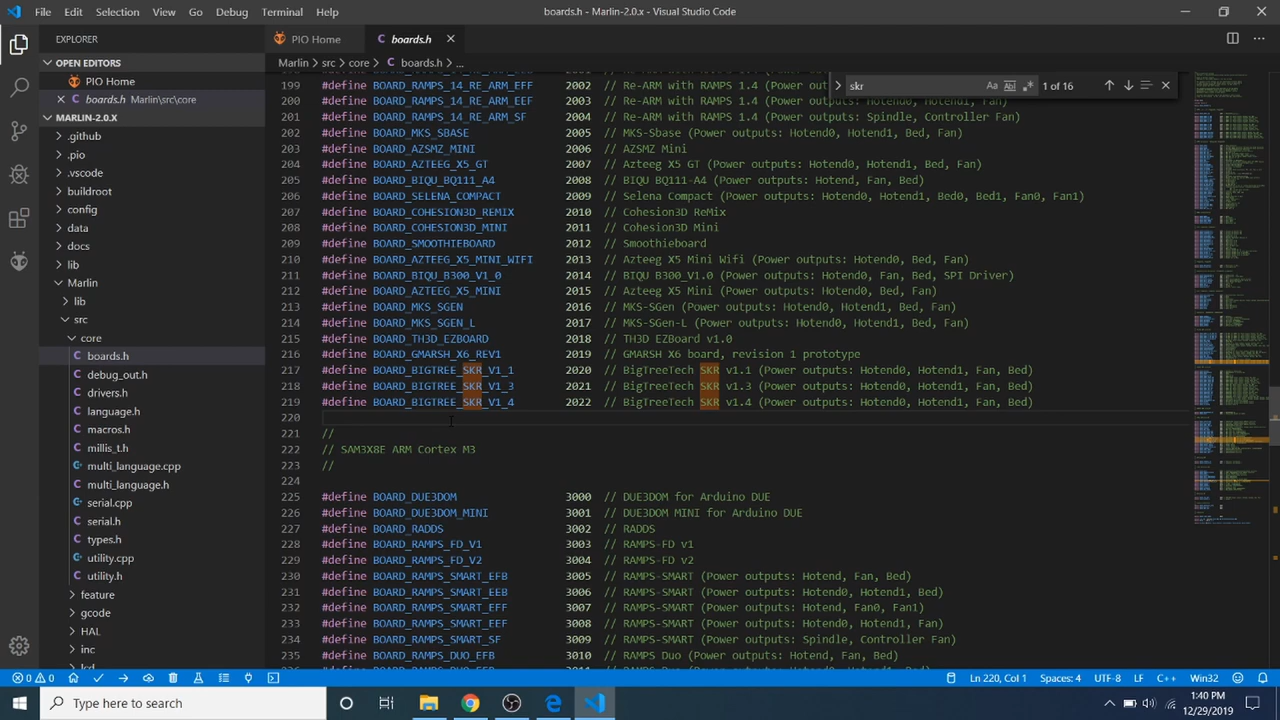 File Edit Selection View Go Debug Terminal Help
boards.h - Marlin-2.0.x - Visual Studio Code
EXPLORER
OPEN EDITORS
PIO Home
boards.h Marlin\src\core
MARLIN-2.0.X
.github
.pio
.vscode
buildroot
config
data
docs
lib
Marlin
lib
src
core
boards.h
debug_out.h
drivers.h
language.h
macros.h
millis_t.h
multi_language.cpp
multi_language.h
serial.cpp
serial.h
types.h
utility.cpp
utility.h
feature
gcode
HAL
inc
lcd
PIO Home
boards.h
Marlin > src > core > boards.h > ...
skr
Aa
1 of 16
199 #define BOARD_RAMPS_14_RE_ARM_EFF 2002 // Re-ARM with RAMPS 1.4 (Power out
200 #define BOARD_RAMPS_14_RE_ARM_EEF 2003 // Re-ARM with RAMPS 1.4 (Power outputs: Hotend0, Hotend1, Fan)
201 #define BOARD_RAMPS_14_RE_ARM_SF 2004 // Re-ARM with RAMPS 1.4 (Power outputs: Spindle, Controller Fan)
202 #define BOARD_MKS_SBASE 2005 // MKS-Sbase (Power outputs: Hotend0, Hotend1, Bed, Fan)
203 #define BOARD_AZSMZ_MINI 2006 // AZSMZ Mini
204 #define BOARD_AZTEEG_X5_GT 2007 // Azteeg X5 GT (Power outputs: Hotend0, Hotend1, Bed, Fan)
205 #define BOARD_BIQU_BQ111_A4 2008 // BIQU BQ111-A4 (Power outputs: Hotend, Fan, Bed)
206 #define BOARD_SELENA_COMPACT 2009 // Selena Compact (Power outputs: Hotend0, Hotend1, Bed0, Bed1, Fan0, Fan1)
207 #define BOARD_COHESION3D_REMIX 2010 // Cohesion3D ReMix
208 #define BOARD_COHESION3D_MINI 2011 // Cohesion3D Mini
209 #define BOARD_SMOOTHIEBOARD 2012 // Smoothieboard
210 #define BOARD_AZTEEG_X5_MINI_WIFI 2013 // Azteeg X5 Mini Wifi (Power outputs: Hotend0, Bed, Fan)
211 #define BOARD_BIQU_B300_V1_0 2014 // BIQU B300_V1.0 (Power outputs: Hotend0, Fan, Bed, SPI Driver)
212 #define BOARD_AZTEEG_X5_MINI 2015 // Azteeg X5 Mini (Power outputs: Hotend0, Bed, Fan)
213 #define BOARD_MKS_SGEN 2016 // MKS-SGen (Power outputs: Hotend0, Hotend1, Bed, Fan)
214 #define BOARD_MKS_SGEN_L 2017 // MKS-SGen-L (Power outputs: Hotend0, Hotend1, Bed, Fan)
215 #define BOARD_TH3D_EZBOARD 2018 // TH3D EZBoard v1.0
216 #define BOARD_GMARSH_X6_REV1 2019 // GMARSH X6 board, revision 1 prototype
217 #define BOARD_BIGTREE_SKR_V1_1 2020 // BigTreeTech SKR v1.1 (Power outputs: Hotend0, Hotend1, Fan, Bed)
218 #define BOARD_BIGTREE_SKR_V1_3 2021 // BigTreeTech SKR v1.3 (Power outputs: Hotend0, Hotend1, Fan, Bed)
219 #define BOARD_BIGTREE_SKR_V1_4 2022 // BigTreeTech SKR v1.4 (Power outputs: Hotend0, Hotend1, Fan, Bed)
220
221 //
222 // SAM3X8E ARM Cortex M3
223 //
224
225 #define BOARD_DUE3DOM 3000 // DUE3DOM for Arduino DUE
226 #define BOARD_DUE3DOM_MINI 3001 // DUE3DOM MINI for Arduino DUE
227 #define BOARD_RADDS 3002 // RADDS
228 #define BOARD_RAMPS_FD_V1 3003 // RAMPS-FD v1
229 #define BOARD_RAMPS_FD_V2 3004 // RAMPS-FD v2
230 #define BOARD_RAMPS_SMART_EFB 3005 // RAMPS-SMART (Power outputs: Hotend, Fan, Bed)
231 #define BOARD_RAMPS_SMART_EEB 3006 // RAMPS-SMART (Power outputs: Hotend0, Hotend1, Bed)
232 #define BOARD_RAMPS_SMART_EFF 3007 // RAMPS-SMART (Power outputs: Hotend, Fan0, Fan1)
233 #define BOARD_RAMPS_SMART_EEF 3008 // RAMPS-SMART (Power outputs: Hotend0, Hotend1, Fan)
234 #define BOARD_RAMPS_SMART_SF 3009 // RAMPS-SMART (Power outputs: Spindle, Controller Fan)
235 #define BOARD_RAMPS_DUO_EFB 3010 // RAMPS Duo (Power outputs: Hotend, Fan, Bed)
0 0
Ln 220, Col 1 Spaces: 4 UTF-8 LF C++ Win32
Type here to search
1:40 PM
12/29/2019